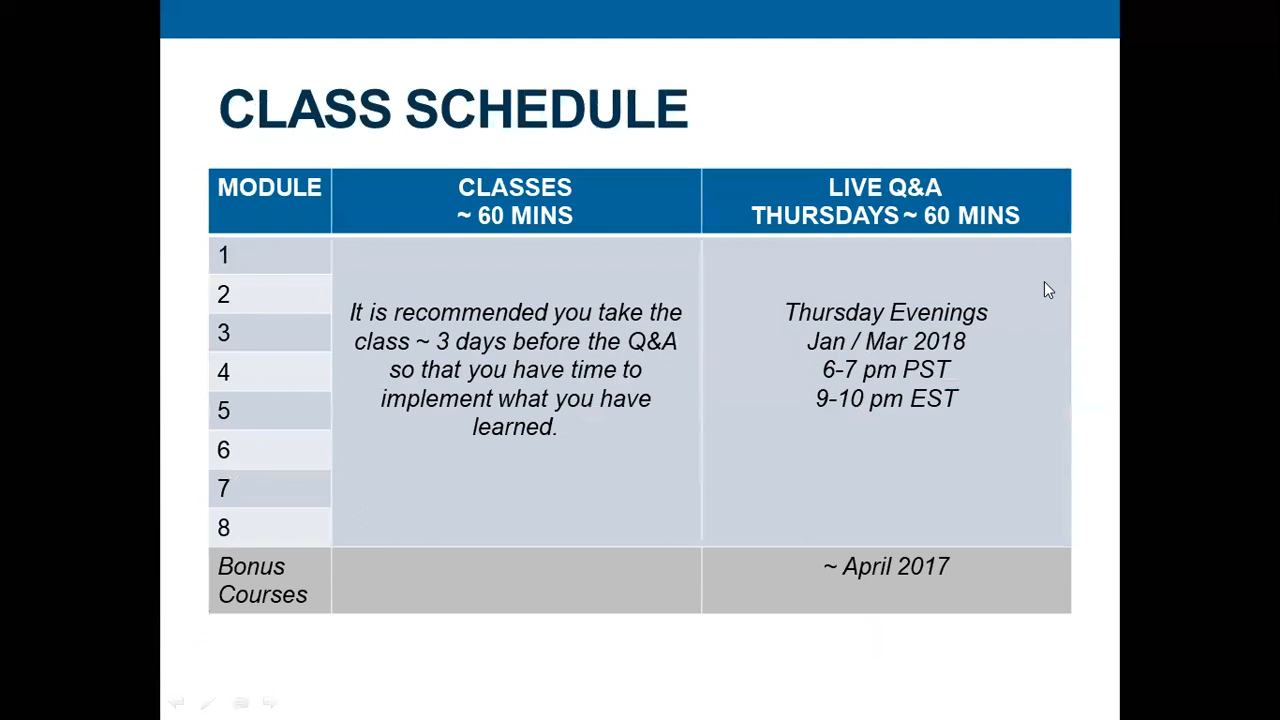 CLASS SCHEDULE
MODULE
CLASSES
~ 60 MINS
LIVE Q&A
THURSDAYS ~ 60 MINS
1
2
3
4
5
6
7
8
It is recommended you take the
class ~ 3 days before the Q&A
so that you have time to
implement what you have
learned.
Thursday Evenings
Jan / Mar 2018
6-7 pm PST
9-10 pm EST
Bonus
Courses
~ April 2017